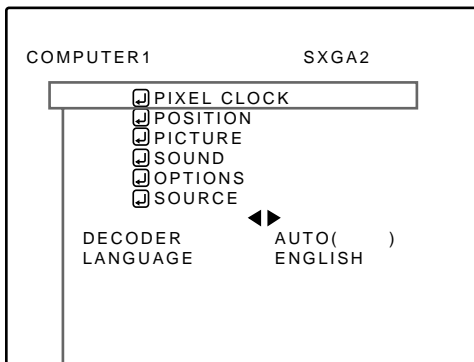 COMPUTER1 SXGA2
PIXEL CLOCK
POSITION
PICTURE
SOUND
OPTIONS
SOURCE
DECODER AUTO( )
LANGUAGE ENGLISH